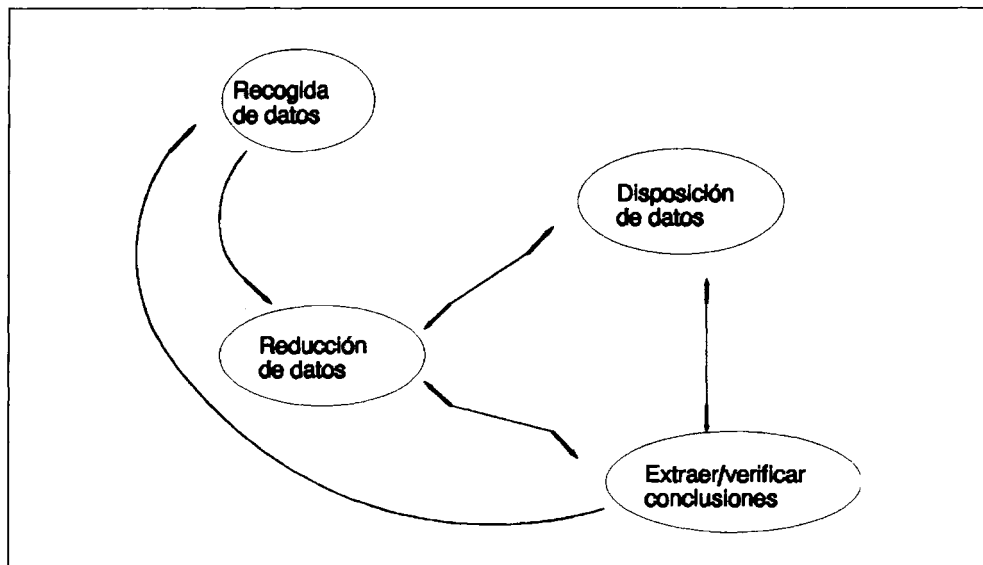 Recogida
de datos
Disposición
de datos
Reducción
de datos
Extraer/verificar
conclusiones